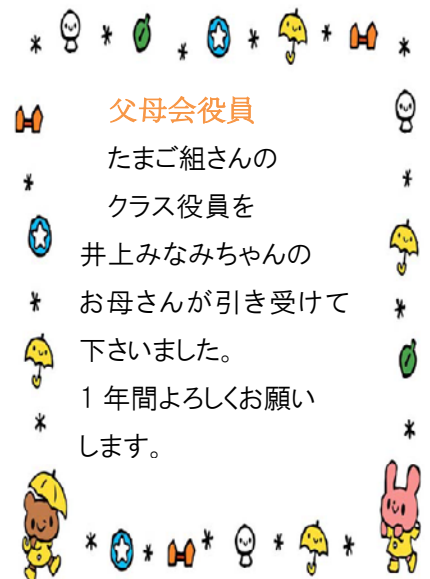 父母会役員
たまご組さんの
クラス役員を
井上みなみちゃんの
お母さんが引き受けて
下さいました。
1 年間よろしくお願い
します。